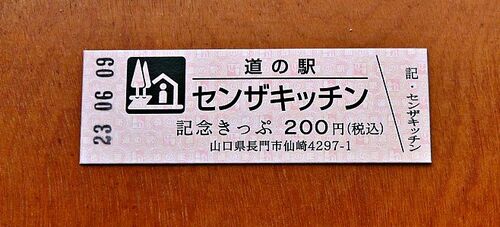 23 06 09
道の駅
センザキッチン
記念きっぷ 200円(税込)
山口県長門市仙崎4297-1
記・センザキッチン